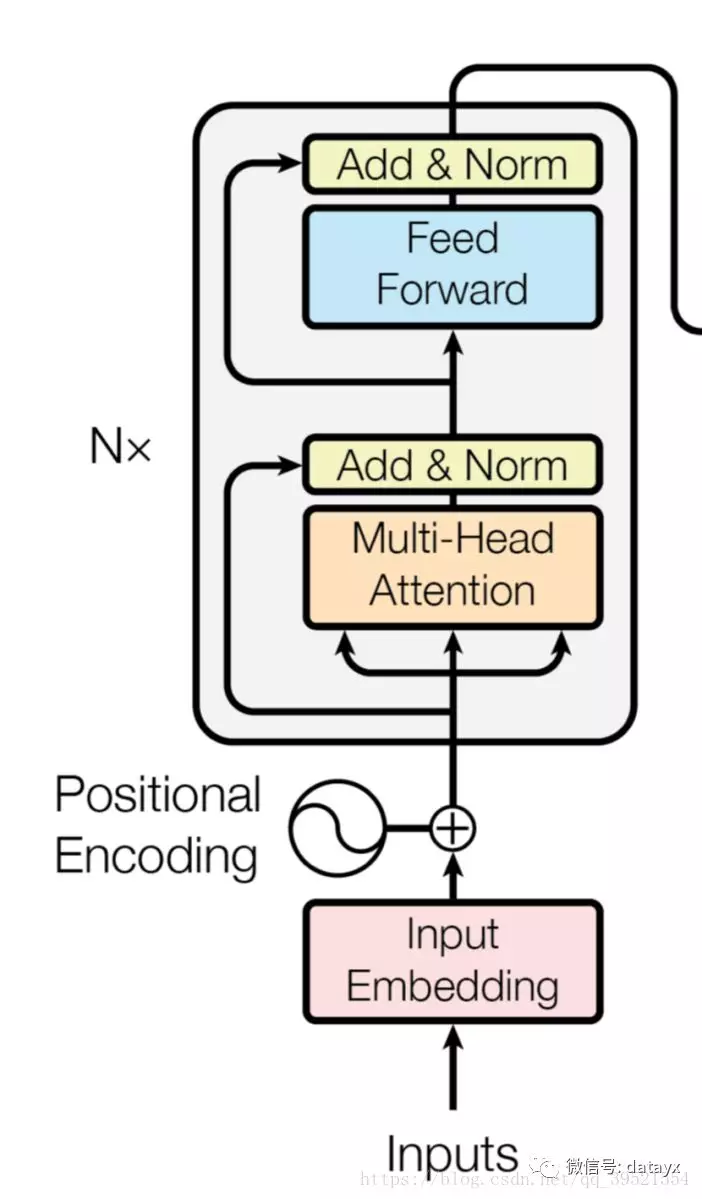 Add & Norm
Feed
Forward
N×
Add & Norm
Multi-Head
Attention
Positional
Encoding
Input
Embedding
Inputs
微信号: datayx
https://blog.csdn.net/qq_39521554